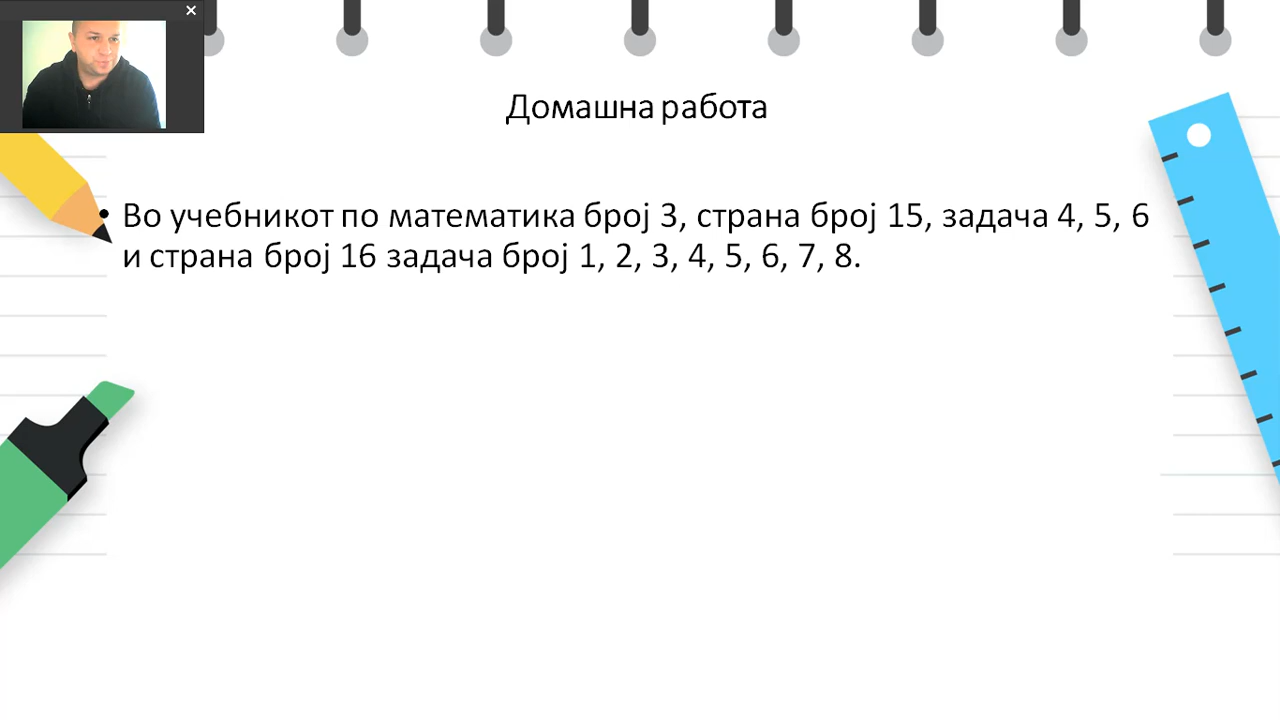 Домашна работа
• Во учебникот по математика број 3, страна број 15, задача 4, 5, 6
и страна број 16 задача број 1, 2, 3, 4, 5, 6, 7, 8.